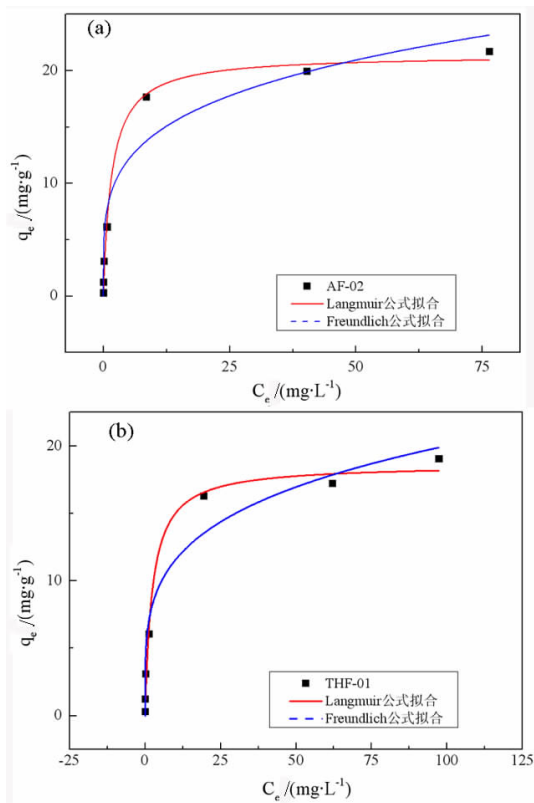 (a)
20
10
0
q_e /(mg·g⁻¹)
AF-02
Langmuir公式拟合
Freundlich公式拟合
0 25 50 75
C_e /(mg·L⁻¹)
(b)
20
10
0
q_e /(mg·g⁻¹)
THF-01
Langmuir公式拟合
Freundlich公式拟合
-25 0 25 50 75 100 125
C_e /(mg·L⁻¹)